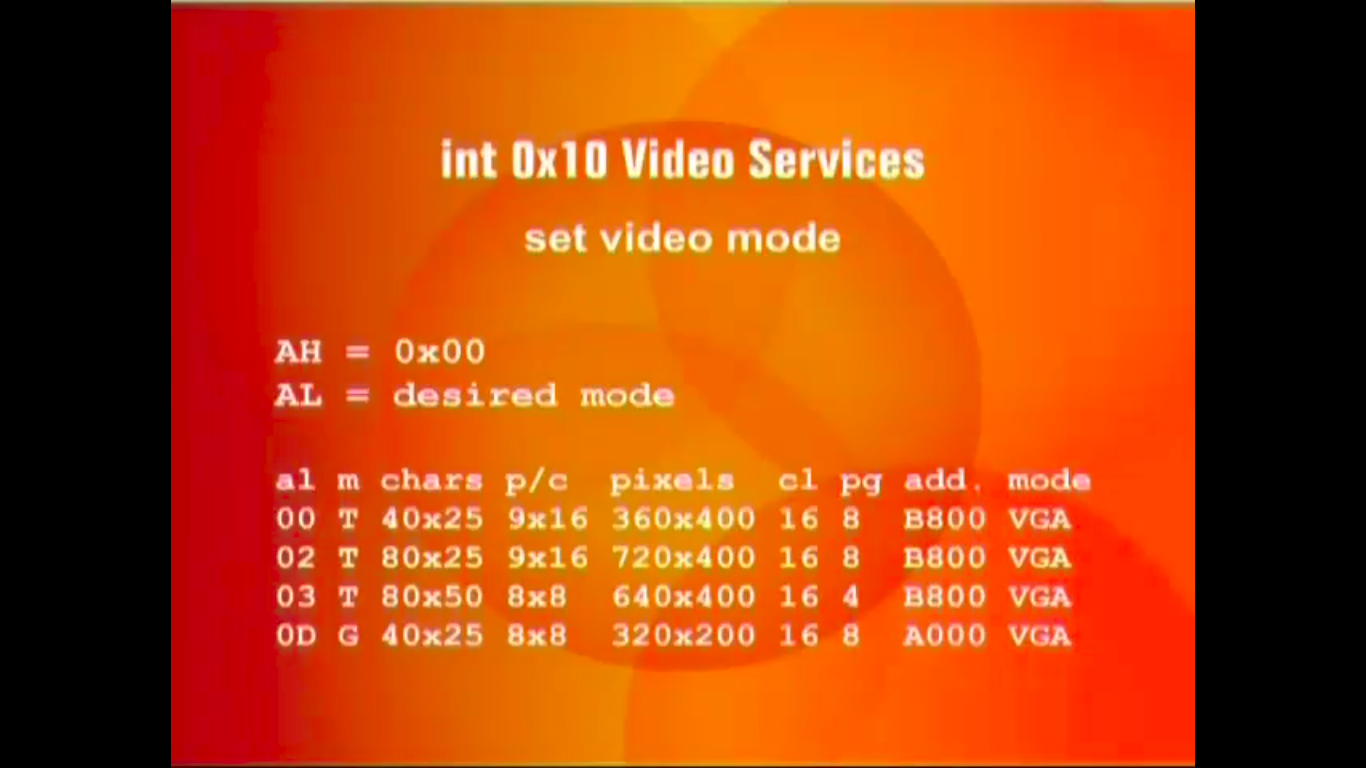 int 0x10 Video Services
set video mode
AH = 0x00
AL = desired mode
al m chars p/c pixels cl pg add. mode
00 T 40x25 9x16 360x400 16 8 B800 VGA
02 T 80x25 9x16 720x400 16 8 B800 VGA
03 T 80x50 8x8 640x400 16 4 B800 VGA
0D G 40x25 8x8 320x200 16 8 A000 VGA